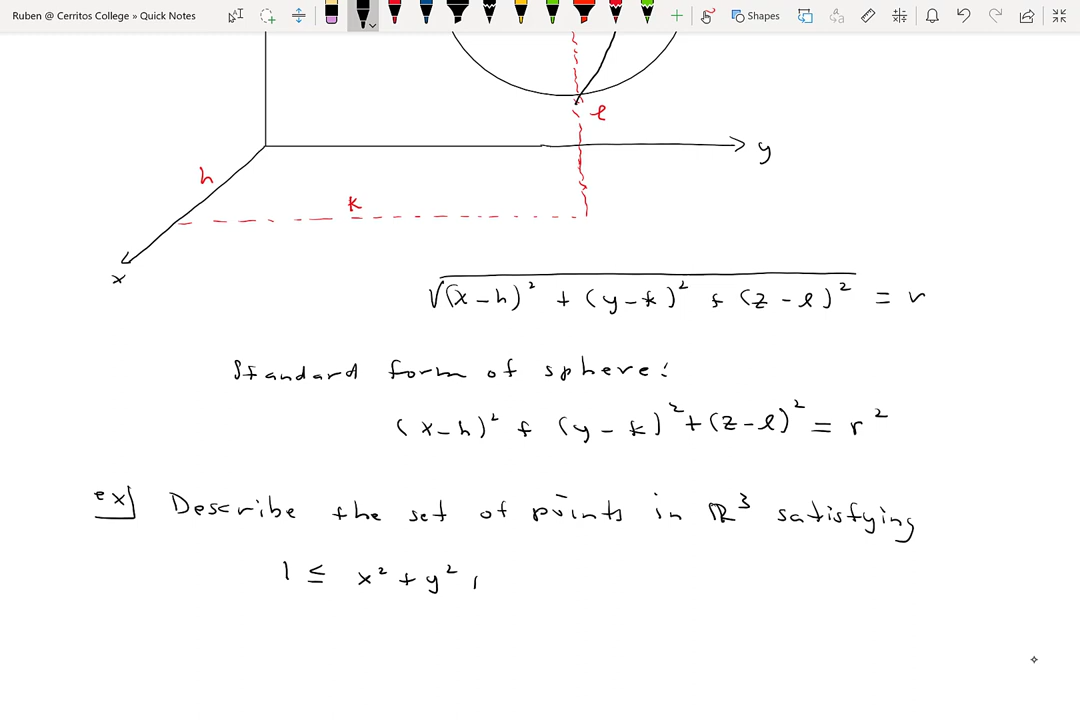 Ruben @ Cerritos College » Quick Notes
Shapes
l
y
h
k
x
√(x-h)² + (y-k)² + (z-l)² = r
Standard form of sphere:
(x-h)² + (y-k)² + (z-l)² = r²
ex] Describe the set of points in ℝ³ satisfying
1 ≤ x² + y²